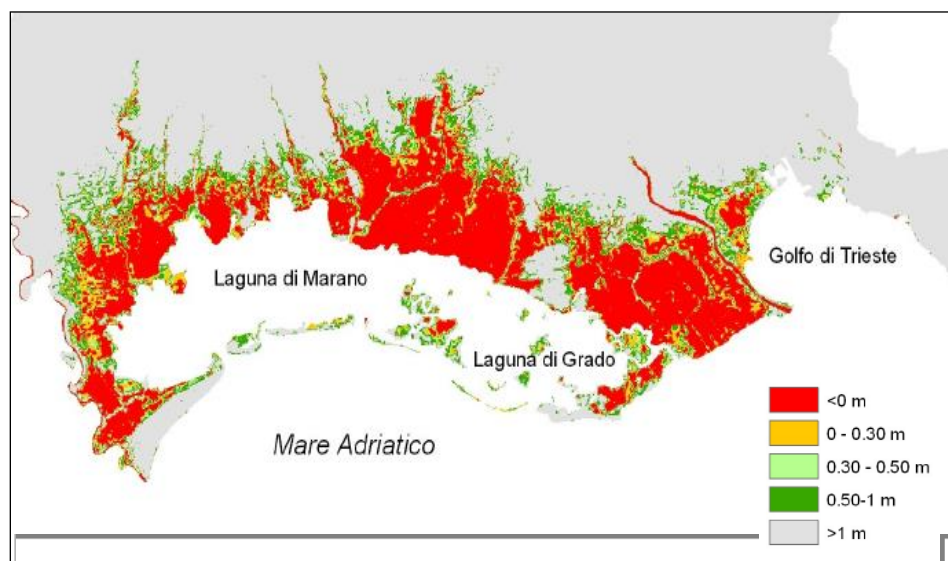 Golfo di Trieste
Laguna di Marano
Laguna di Grado
Mare Adriatico
<0 m
0 - 0.30 m
0.30 - 0.50 m
0.50-1 m
>1 m